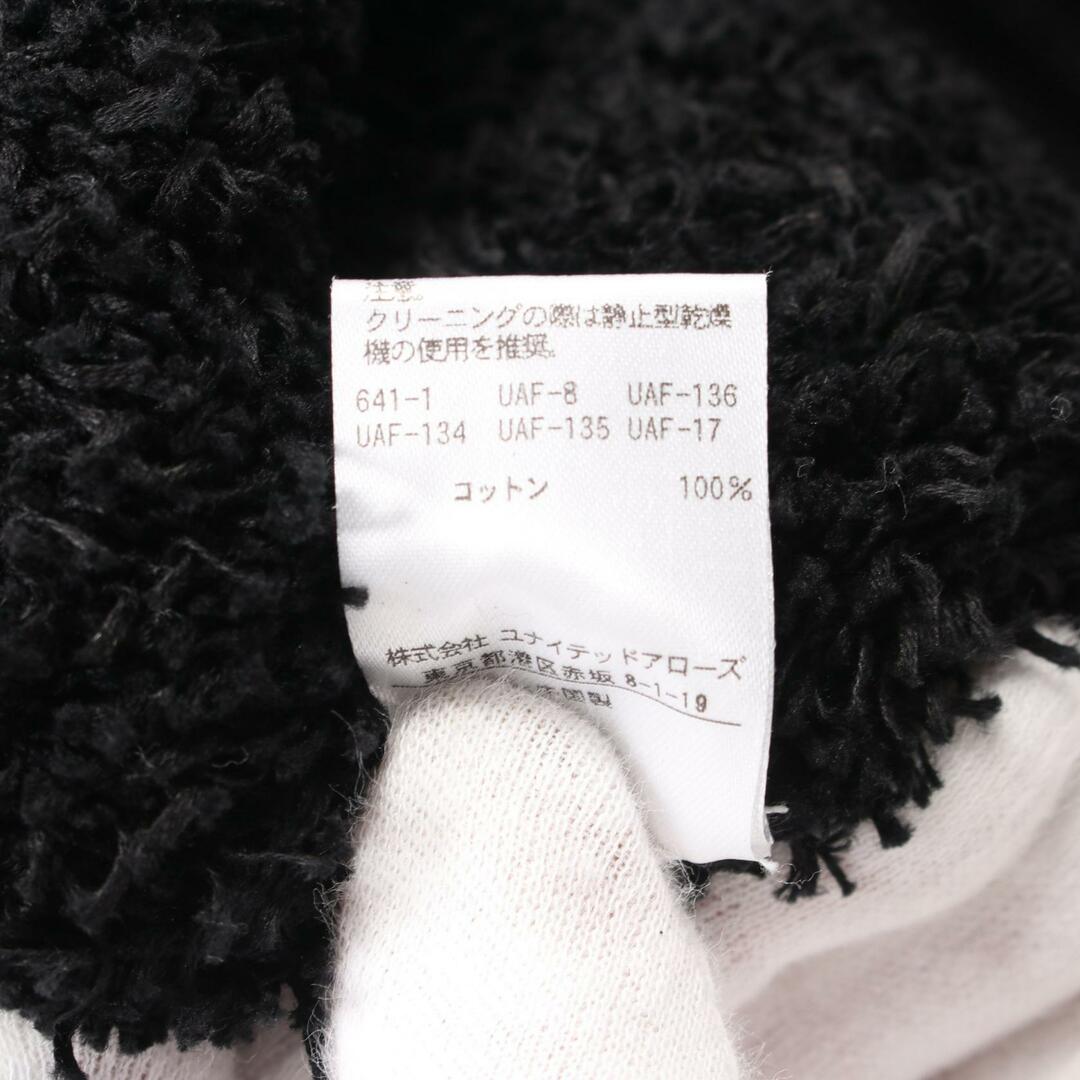 注意。
クリーニングの際は静止型乾燥
機の使用を推奨。
641-1 UAF-8 UAF-136
UAF-134 UAF-135 UAF-17
コットン 100%
株式会社 ユナイテッドアローズ
東京都港区赤坂 8-1-19
国製